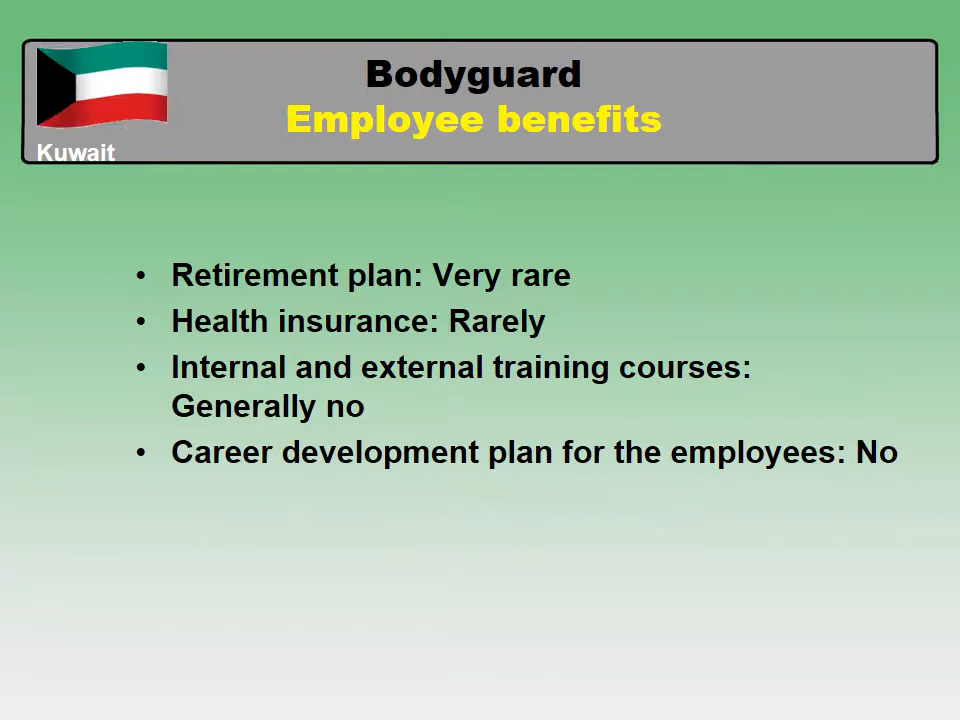 Bodyguard
Employee benefits
Kuwait
• Retirement plan: Very rare
• Health insurance: Rarely
• Internal and external training courses:
Generally no
• Career development plan for the employees: No